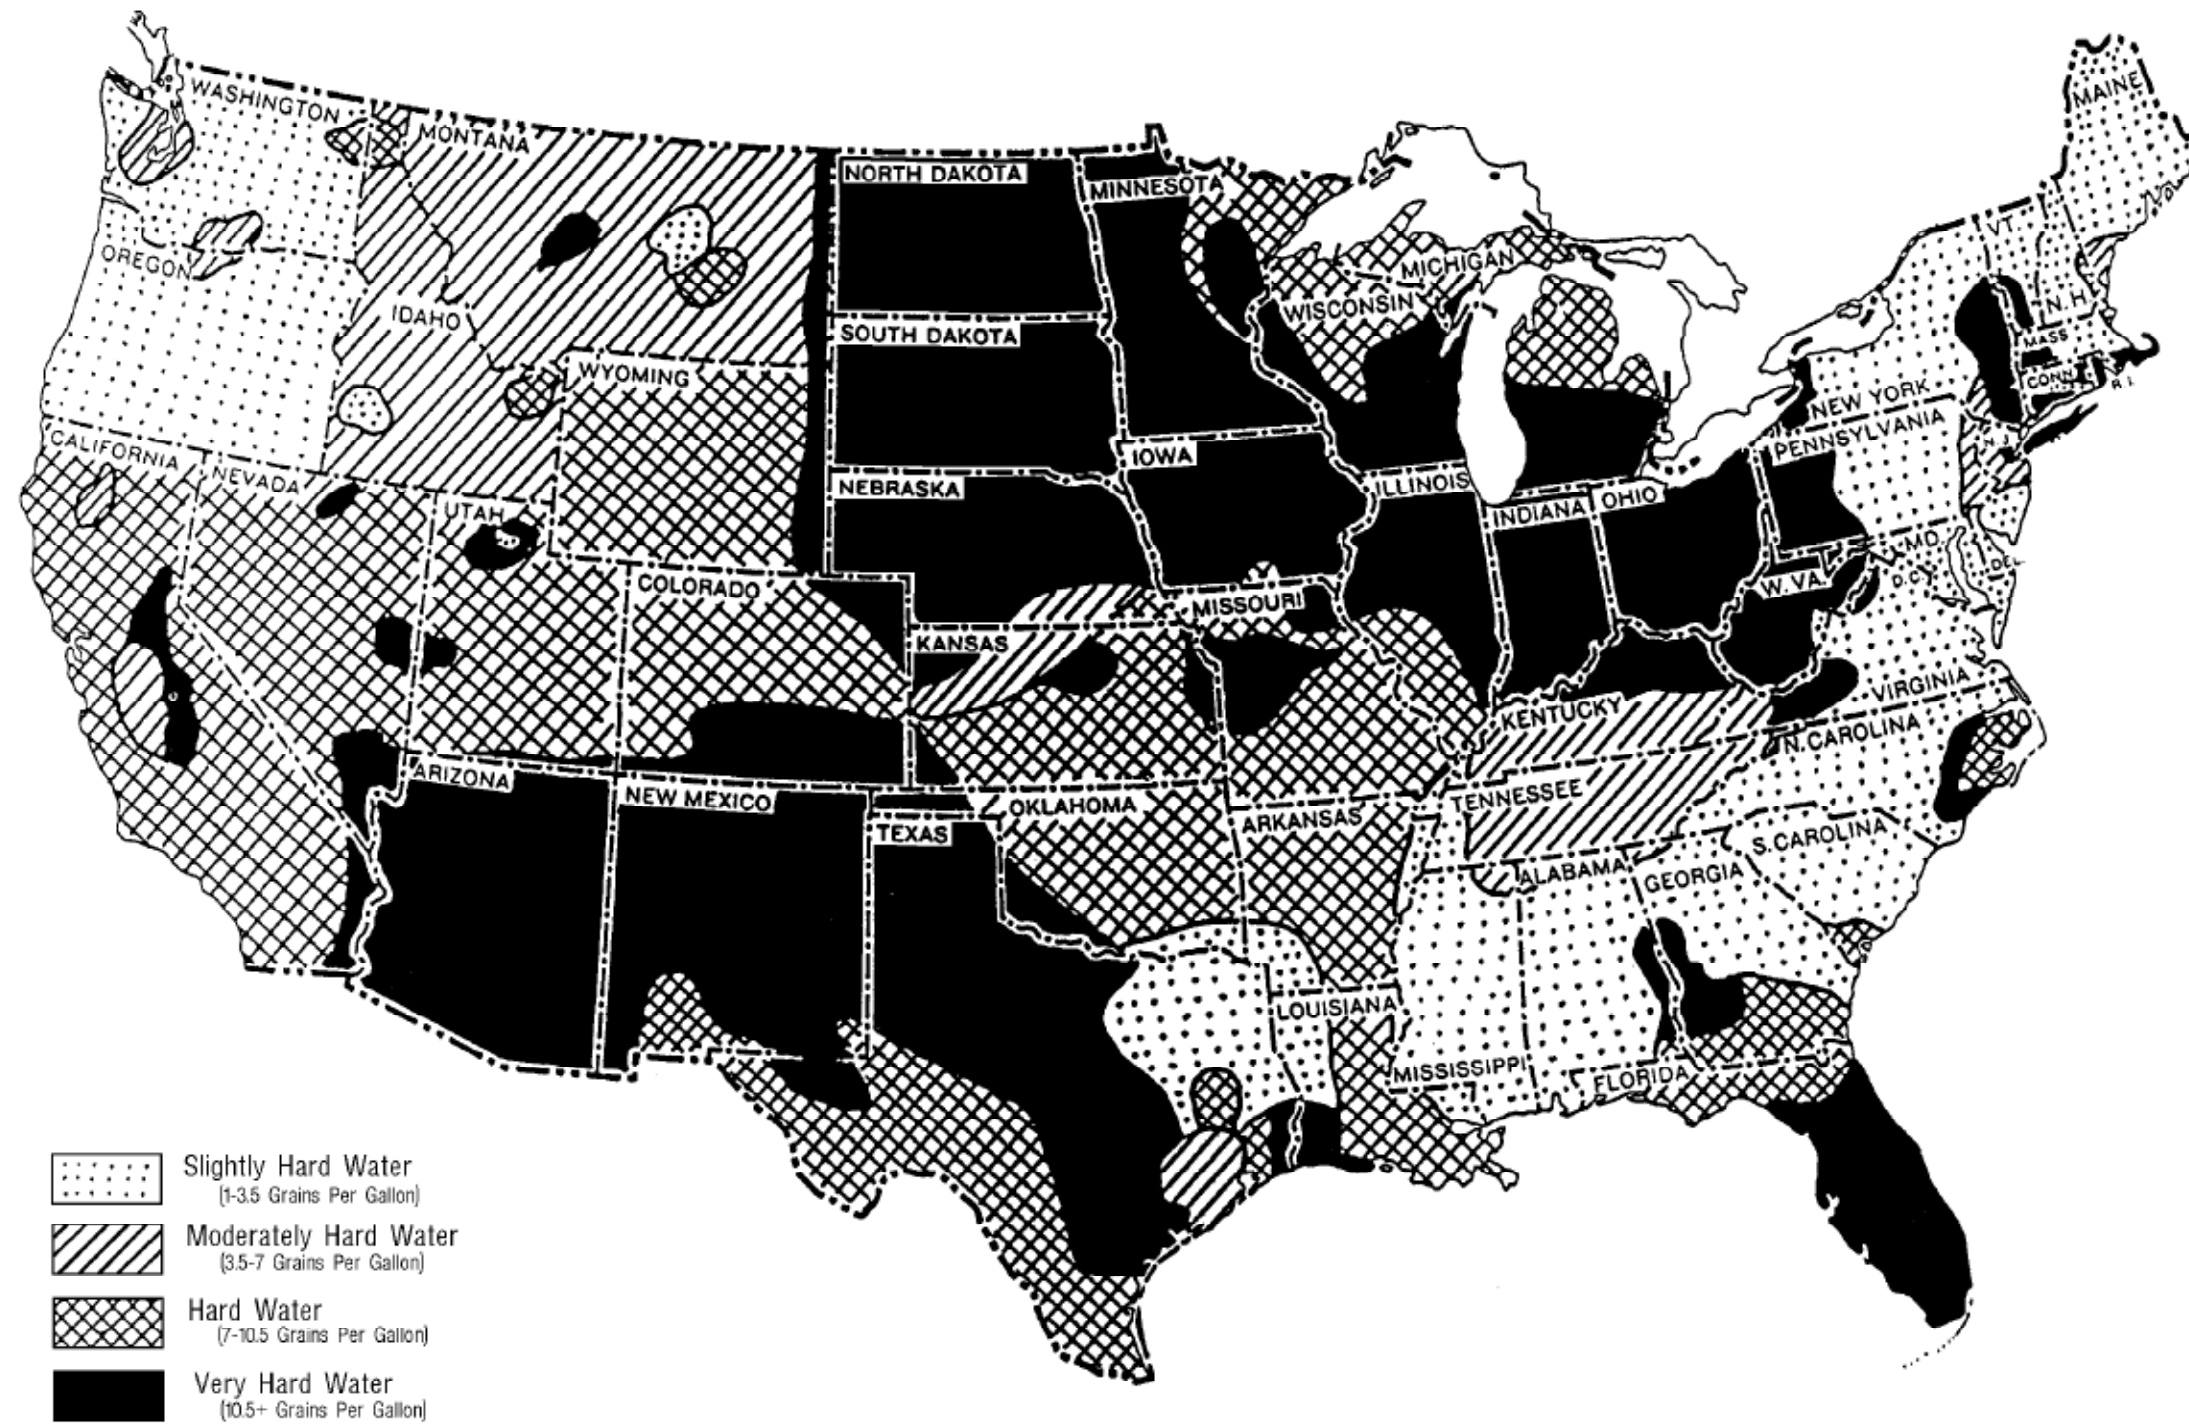 WASHINGTON
MONTANA
NORTH DAKOTA
MINNESOTA
MAINE
OREGON
IDAHO
SOUTH DAKOTA
WISCONSIN
MICHIGAN
VT.
N.H.
MASS
CONN.
R.I.
WYOMING
NEW YORK
CALIFORNIA
NEVADA
UTAH
NEBRASKA
IOWA
ILLINOIS
INDIANA
OHIO
PENNSYLVANIA
N.J.
MD.
DEL.
D.C.
W.VA.
COLORADO
KANSAS
MISSOURI
KENTUCKY
VIRGINIA
N. CAROLINA
ARIZONA
NEW MEXICO
TEXAS
OKLAHOMA
ARKANSAS
TENNESSEE
S. CAROLINA
ALABAMA
GEORGIA
LOUISIANA
MISSISSIPPI
FLORIDA
Slightly Hard Water
(1-3.5 Grains Per Gallon)
Moderately Hard Water
(3.5-7 Grains Per Gallon)
Hard Water
(7-10.5 Grains Per Gallon)
Very Hard Water
(10.5+ Grains Per Gallon)